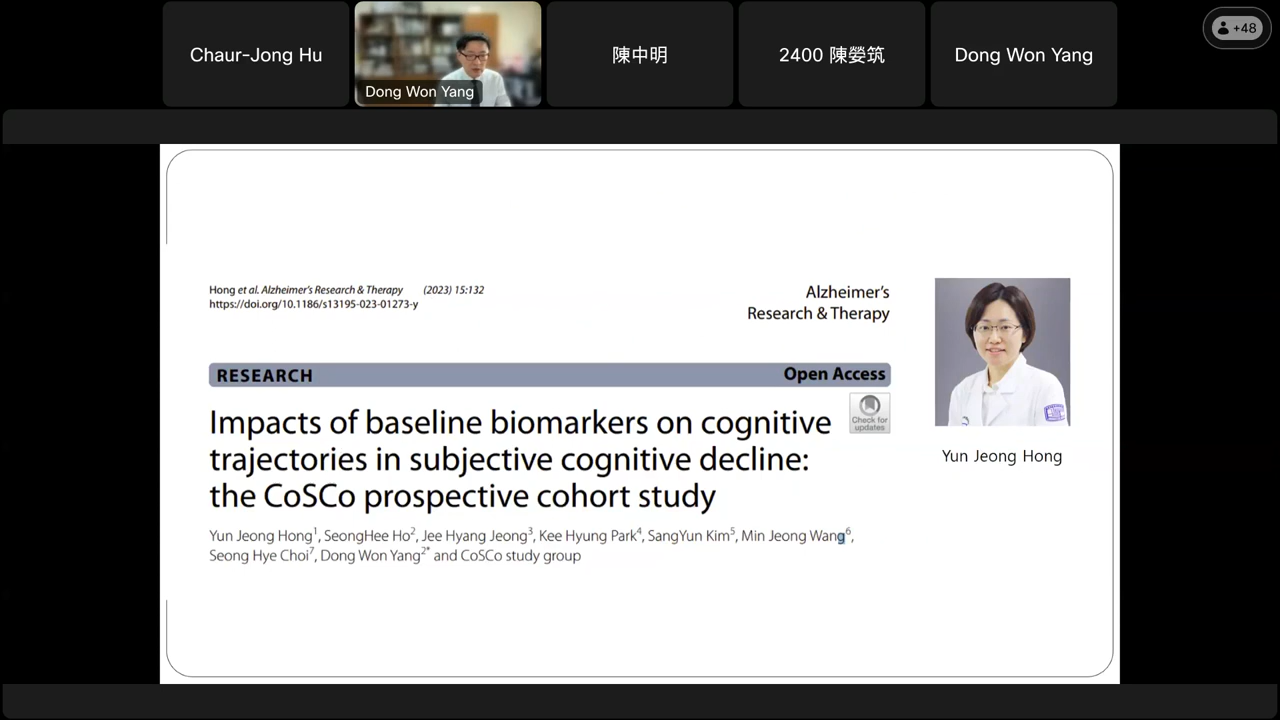 Chaur-Jong Hu
Dong Won Yang
陳中明
2400 陳嫈筑
Dong Won Yang
+48
Hong et al. Alzheimer's Research & Therapy (2023) 15:132
https://doi.org/10.1186/s13195-023-01273-y
Alzheimer's
Research & Therapy
RESEARCH
Open Access
Check for
updates
Impacts of baseline biomarkers on cognitive
trajectories in subjective cognitive decline:
the CoSCo prospective cohort study
Yun Jeong Hong
Yun Jeong Hong1, SeongHee Ho2, Jee Hyang Jeong3, Kee Hyung Park4, SangYun Kim5, Min Jeong Wang6,
Seong Hye Choi7, Dong Won Yang2* and CoSCo study group